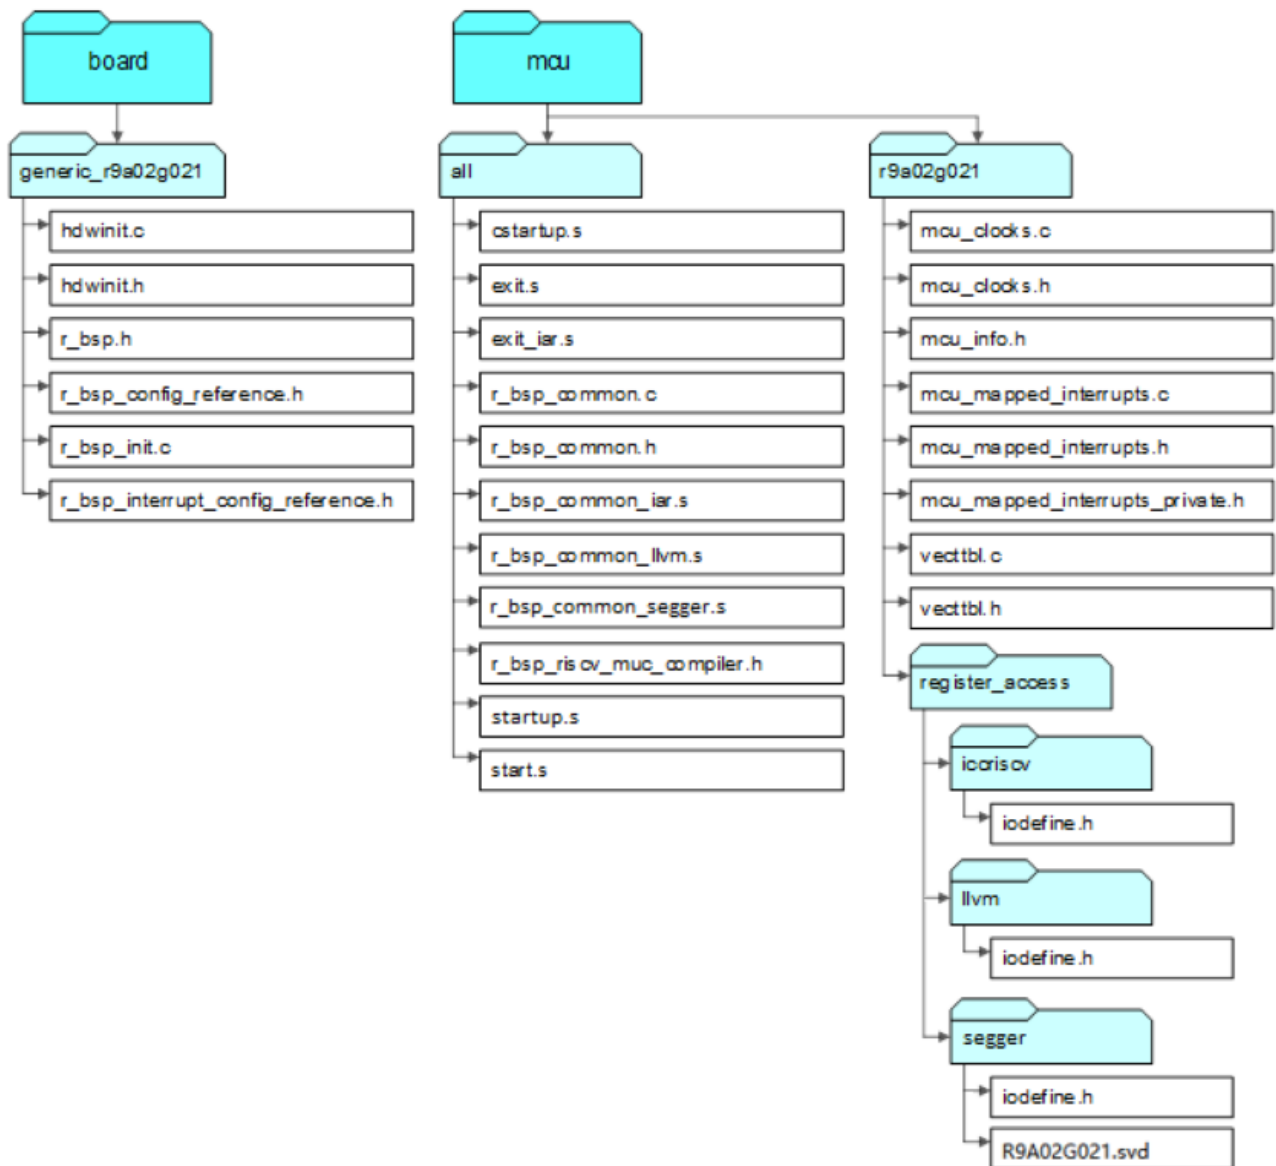 board
generic_r9a02g021
hdwinit.c
hdwinit.h
r_bsp.h
r_bsp_config_reference.h
r_bsp_init.c
r_bsp_interrupt_config_reference.h
mcu
all
cstartup.s
exit.s
exit_iar.s
r_bsp_common.c
r_bsp_common.h
r_bsp_common_iar.s
r_bsp_common_llvm.s
r_bsp_common_segger.s
r_bsp_riscv_muc_compiler.h
startup.s
start.s
r9a02g021
mcu_clocks.c
mcu_clocks.h
mcu_info.h
mcu_mapped_interrupts.c
mcu_mapped_interrupts.h
mcu_mapped_interrupts_private.h
vecttbl.c
vecttbl.h
register_access
iccriscv
iodefine.h
llvm
iodefine.h
segger
iodefine.h
R9A02G021.svd